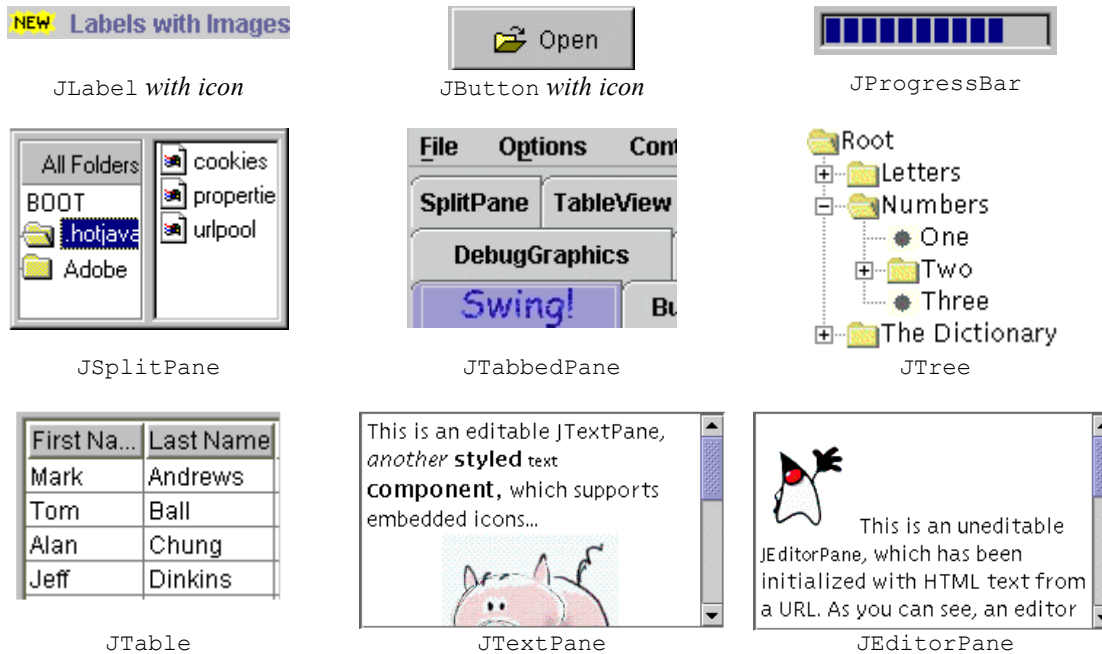 NEW Labels with Images
Open
JLabel with icon
JButton with icon
JProgressBar
All Folders
BOOT
.hotjava
Adobe
cookies
propertie
urlpool
File Options Cont
SplitPane TableView
DebugGraphics
Swing! Bu
Root
Letters
Numbers
One
Two
Three
The Dictionary
JSplitPane
JTabbedPane
JTree
First Na... Last Name
Mark Andrews
Tom Ball
Alan Chung
Jeff Dinkins
This is an editable JTextPane,
another styled text
component, which supports
embedded icons...
This is an uneditable
JEditorPane, which has been
initialized with HTML text from
a URL. As you can see, an editor
JTable
JTextPane
JEditorPane